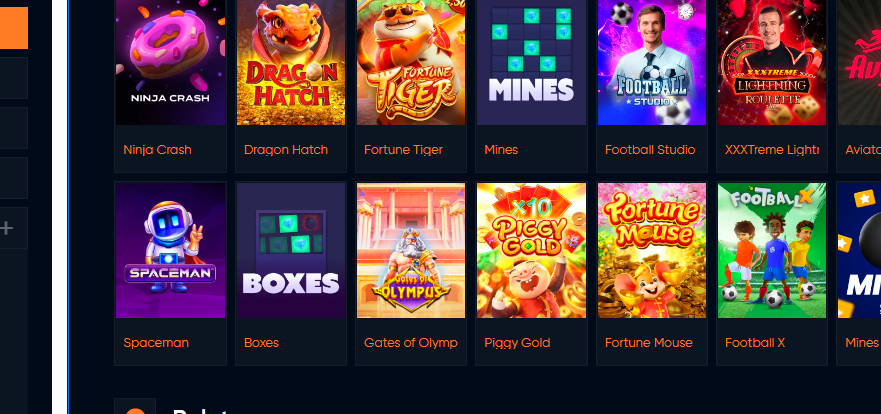 NINJA CRASH
DRAGON HATCH
FORTUNE TIGER
MINES
FOOTBALL STUDIO
XXXTREME LIGHTNING ROULETTE
Ninja Crash
Dragon Hatch
Fortune Tiger
Mines
Football Studio
XXXTreme Lightn
Aviato
SPACEMAN
BOXES
GATES OF OLYMPUS
x10
PIGGY GOLD
Fortune Mouse
FOOTBALL X
MI
Spaceman
Boxes
Gates of Olymp
Piggy Gold
Fortune Mouse
Football X
Mines